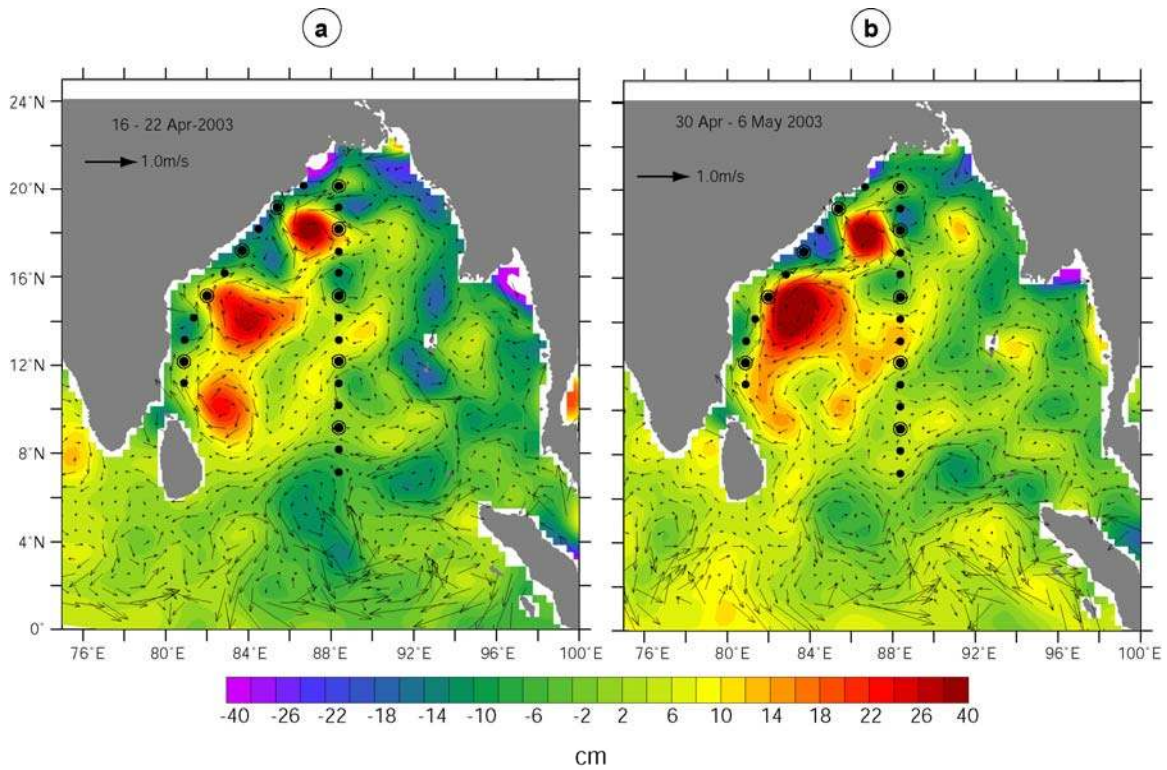 a b
16 - 22 Apr-2003
1.0m/s
30 Apr - 6 May 2003
1.0m/s
24°N
20°N
16°N
12°N
8°N
4°N
0°
76°E 80°E 84°E 88°E 92°E 96°E 100°E
76°E 80°E 84°E 88°E 92°E 96°E 100°E
-40 -26 -18 -14 -10 -6 -2 2 6 10 14 18 22 26 40
cm